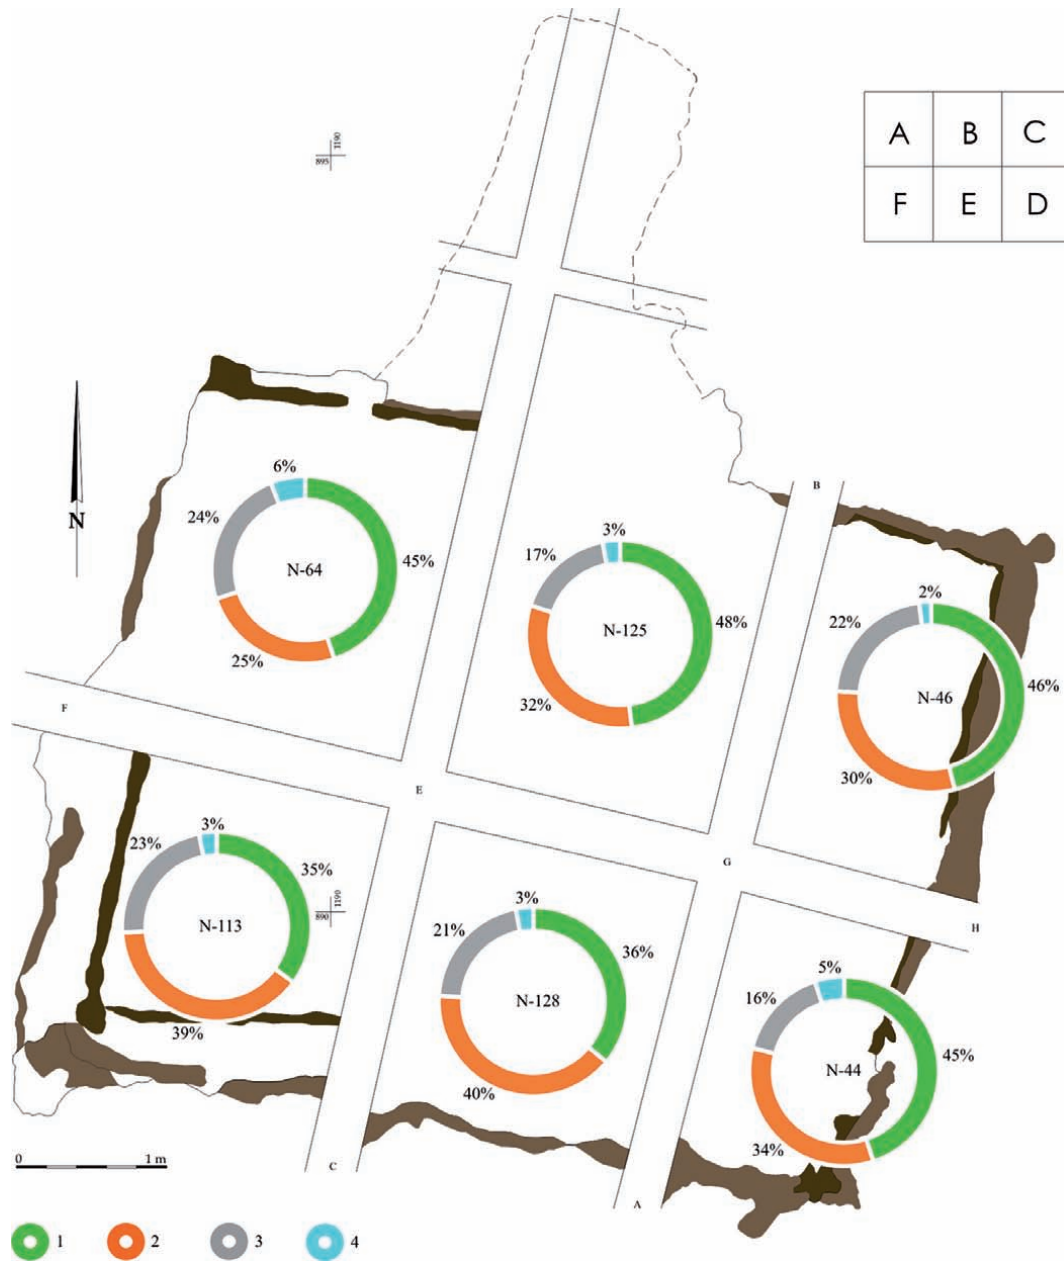 1190
895
A B C
F E D
N
6%
24%
45%
N-64
25%
3%
17%
48%
N-125
32%
B
2%
22%
46%
N-46
30%
F
E
G
H
3%
23%
35%
N-113
39%
1190
890
3%
21%
36%
N-128
40%
5%
16%
45%
N-44
34%
0 1 m
C
A
1 2 3 4